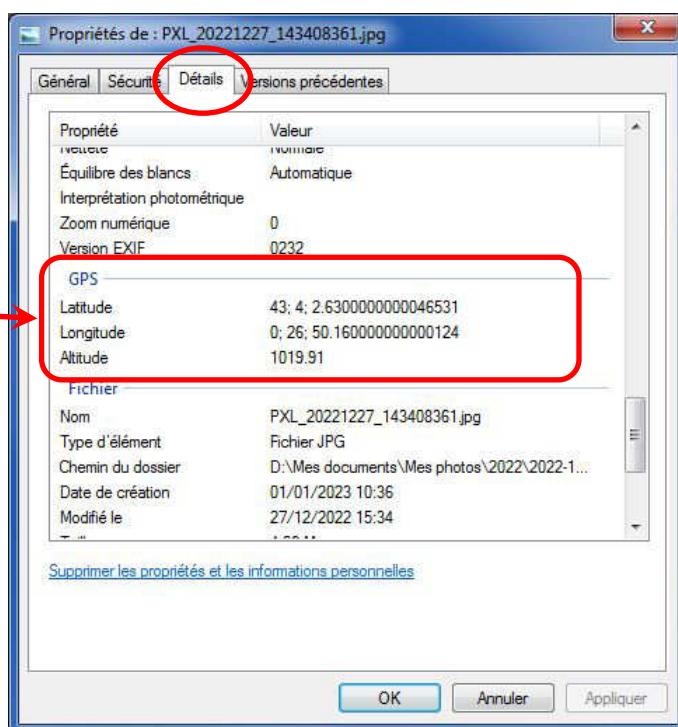 Propriétés de : PXL_20221227_143408361.jpg
Général Sécurité Détails Versions précédentes
Propriété Valeur
Netteté Normale
Équilibre des blancs Automatique
Interprétation photométrique
Zoom numérique 0
Version EXIF 0232
GPS
Latitude 43; 4; 2.6300000000046531
Longitude 0; 26; 50.160000000000124
Altitude 1019.91
Fichier
Nom PXL_20221227_143408361.jpg
Type d'élément Fichier JPG
Chemin du dossier D:\Mes documents\Mes photos\2022\2022-1...
Date de création 01/01/2023 10:36
Modifié le 27/12/2022 15:34
Supprimer les propriétés et les informations personnelles
OK Annuler Appliquer